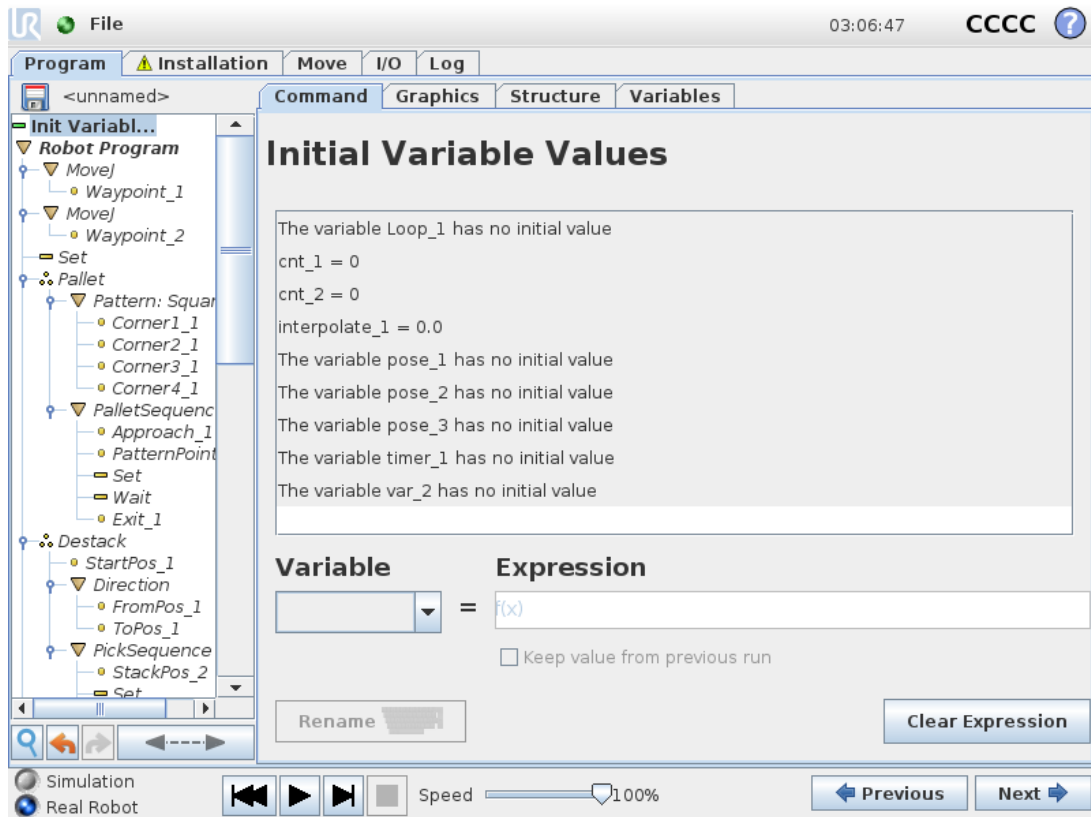 UR File 03:06:47 CCCC ?
Program Installation Move I/O Log
<unnamed> Command Graphics Structure Variables
Init Variabl...
Robot Program
MoveJ
Waypoint_1
MoveJ
Waypoint_2
Set
Pallet
Pattern: Squar
Corner1_1
Corner2_1
Corner3_1
Corner4_1
PalletSequenc
Approach_1
PatternPoint
Set
Wait
Exit_1
Destack
StartPos_1
Direction
FromPos_1
ToPos_1
PickSequence
StackPos_2
Set
Initial Variable Values
The variable Loop_1 has no initial value
cnt_1 = 0
cnt_2 = 0
interpolate_1 = 0.0
The variable pose_1 has no initial value
The variable pose_2 has no initial value
The variable pose_3 has no initial value
The variable timer_1 has no initial value
The variable var_2 has no initial value
Variable Expression
= f(x)
Keep value from previous run
Rename Clear Expression
Simulation
Real Robot
Speed 100% Previous Next